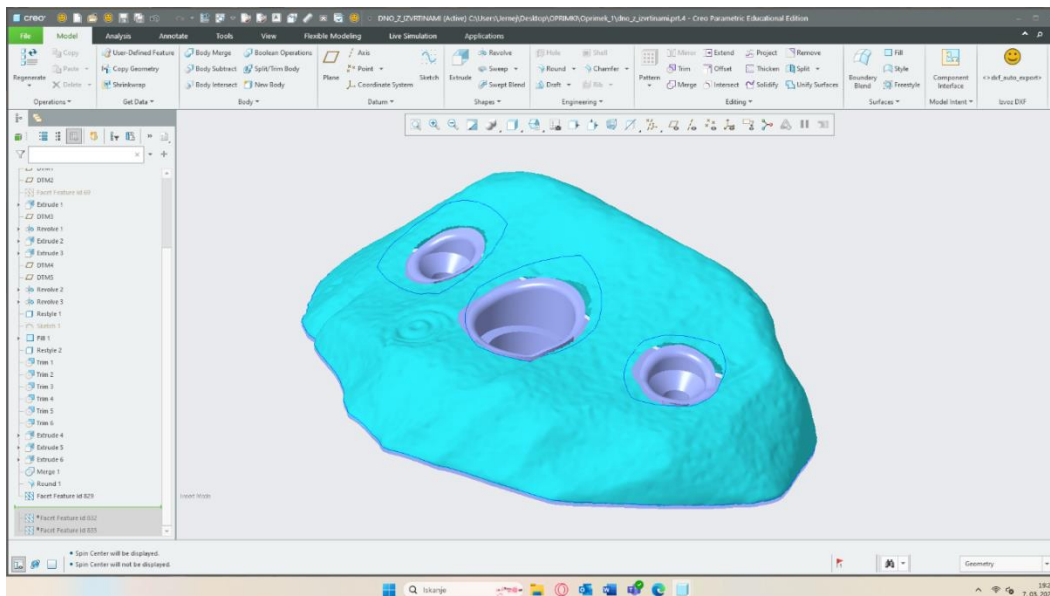 creo
DNO_Z_IZVRTINAMI (Active) C:\Users\Jernej\Desktop\OPRIMKI\Oprimek_1\dno_z_izvrtinami.prt.4 - Creo Parametric Educational Edition
File Model Analysis Annotate Tools View Flexible Modeling Live Simulation Applications
Copy User-Defined Feature Body Merge Boolean Operations Axis Revolve Hole Shell Mirror Extend Project Remove Fill
Paste Copy Geometry Body Subtract Split/Trim Body Point Sweep Round Chamfer Trim Offset Thicken Split Style
Regenerate Delete Shrinkwrap Body Intersect New Body Plane Coordinate System Sketch Extrude Swept Blend Draft Rib Pattern Merge Intersect Solidify Unify Surfaces Boundary Blend Freestyle Component Interface <>dxf_auto_export>
Operations Get Data Body Datum Shapes Engineering Editing Surfaces Model Intent Izvoz DXF
DTM1
DTM2
Facet Feature id
Extrude 1
DTM3
Revolve 1
Extrude 2
Extrude 3
DTM4
DTM5
Revolve 2
Revolve 3
Restyle 1
Sketch 1
Fill 1
Restyle 2
Trim 1
Trim 2
Trim 3
Trim 4
Trim 5
Trim 6
Extrude 4
Extrude 5
Extrude 6
Merge 1
Round 1
Facet Feature id 829
Insert Mode
*Facet Feature id 832
*Facet Feature id 835
• Spin Center will be displayed.
• Spin Center will not be displayed.
Geometry
Iskanje
19:2
7. 03. 202